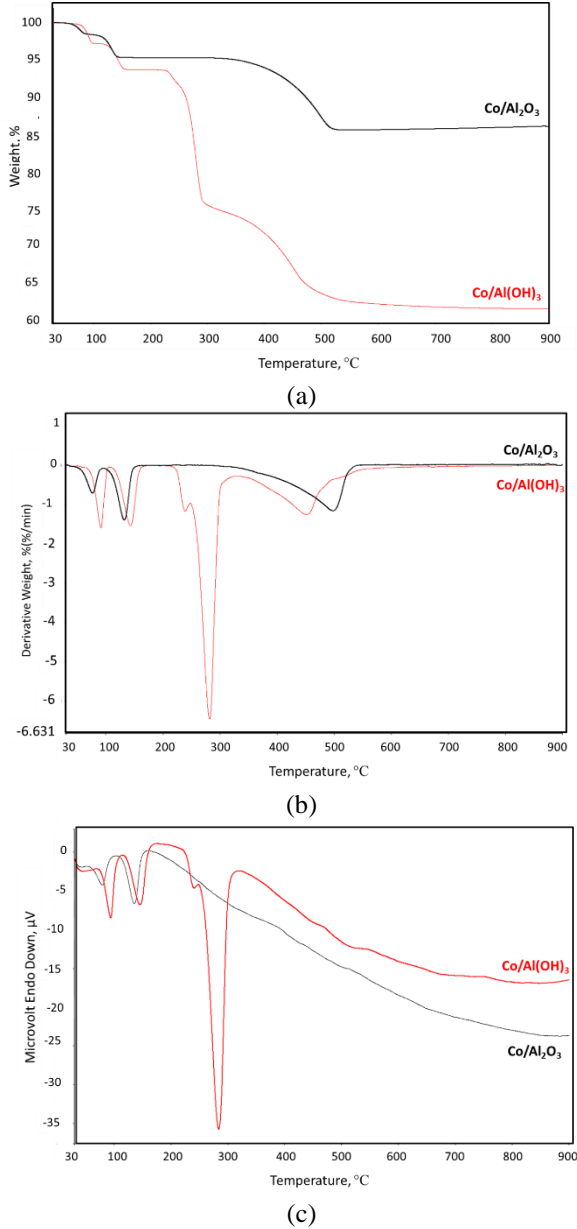 100
95
90
85
80
75
70
65
60
Weight, %
Co/Al₂O₃
Co/Al(OH)₃
30 100 200 300 400 500 600 700 800 900
Temperature, °C
(a)
1
0
-1
-2
-3
-4
-5
-6
-6.631
Derivative Weight, %(%/min)
Co/Al₂O₃
Co/Al(OH)₃
30 100 200 300 400 500 600 700 800 900
Temperature, °C
(b)
0
-5
-10
-15
-20
-25
-30
-35
Microvolt Endo Down, µV
Co/Al(OH)₃
Co/Al₂O₃
30 100 200 300 400 500 600 700 800 900
Temperature, °C
(c)